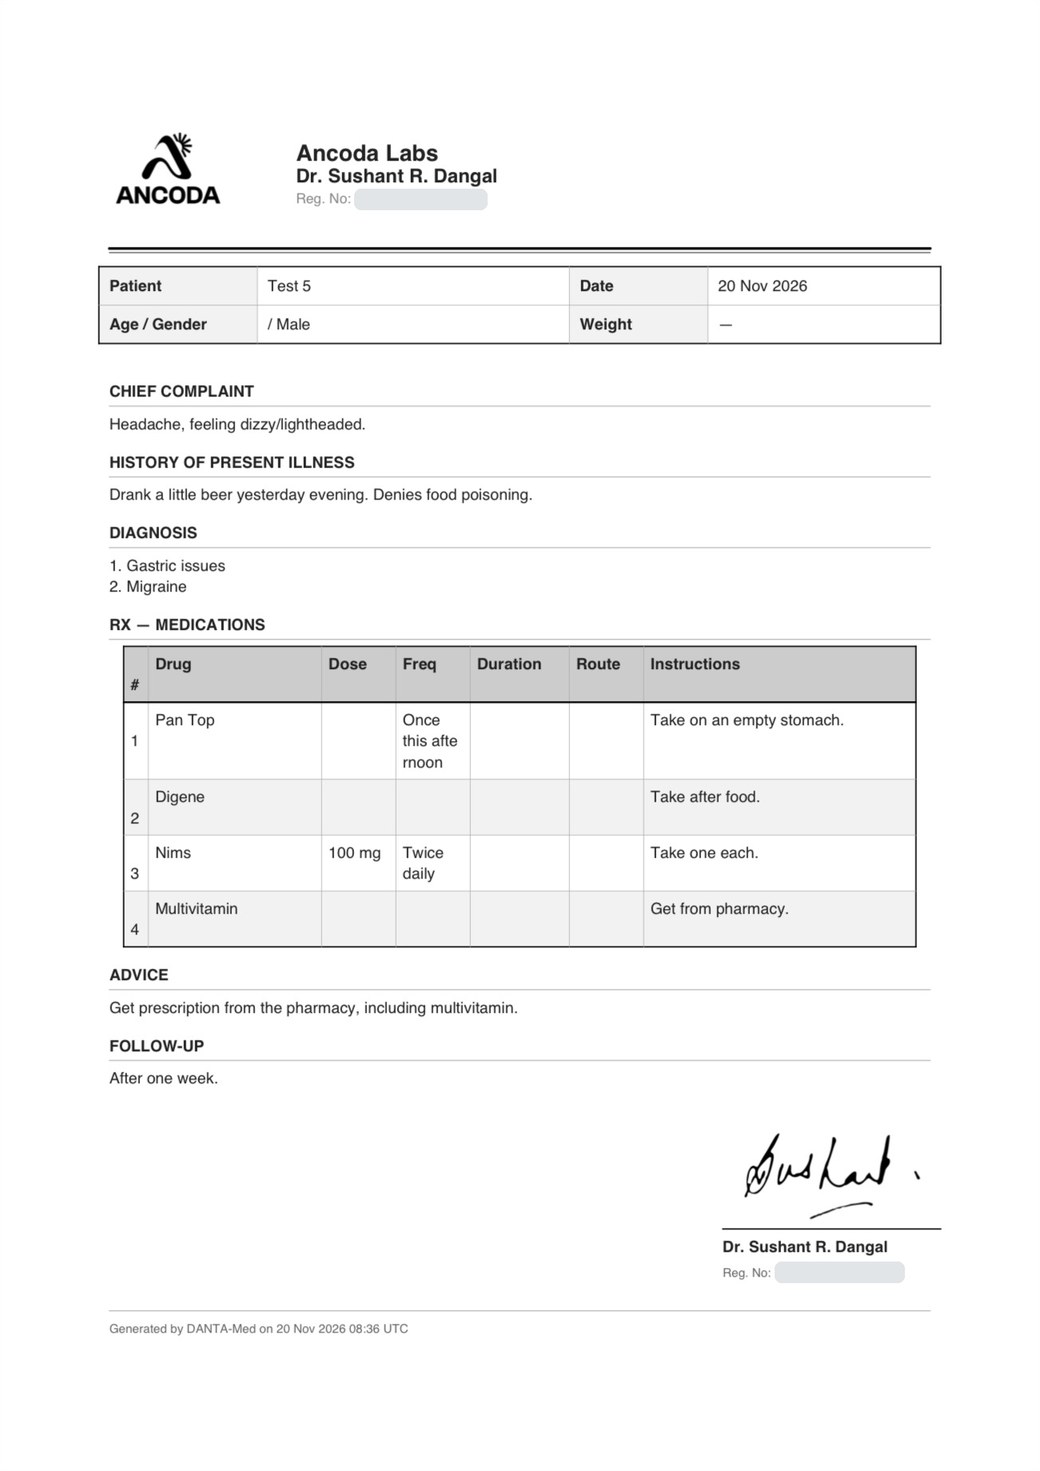 ANCODA
Ancoda Labs
Dr. Sushant R. Dangal
Reg. No:
Patient Test 5 Date 20 Nov 2026
Age / Gender / Male Weight —
CHIEF COMPLAINT
Headache, feeling dizzy/lightheaded.
HISTORY OF PRESENT ILLNESS
Drank a little beer yesterday evening. Denies food poisoning.
DIAGNOSIS
1. Gastric issues
2. Migraine
RX — MEDICATIONS
# Drug Dose Freq Duration Route Instructions
1 Pan Top Once this afte rnoon Take on an empty stomach.
2 Digene Take after food.
3 Nims 100 mg Twice daily Take one each.
4 Multivitamin Get from pharmacy.
ADVICE
Get prescription from the pharmacy, including multivitamin.
FOLLOW-UP
After one week.
Sushant.
Dr. Sushant R. Dangal
Reg. No:
Generated by DANTA-Med on 20 Nov 2026 08:36 UTC